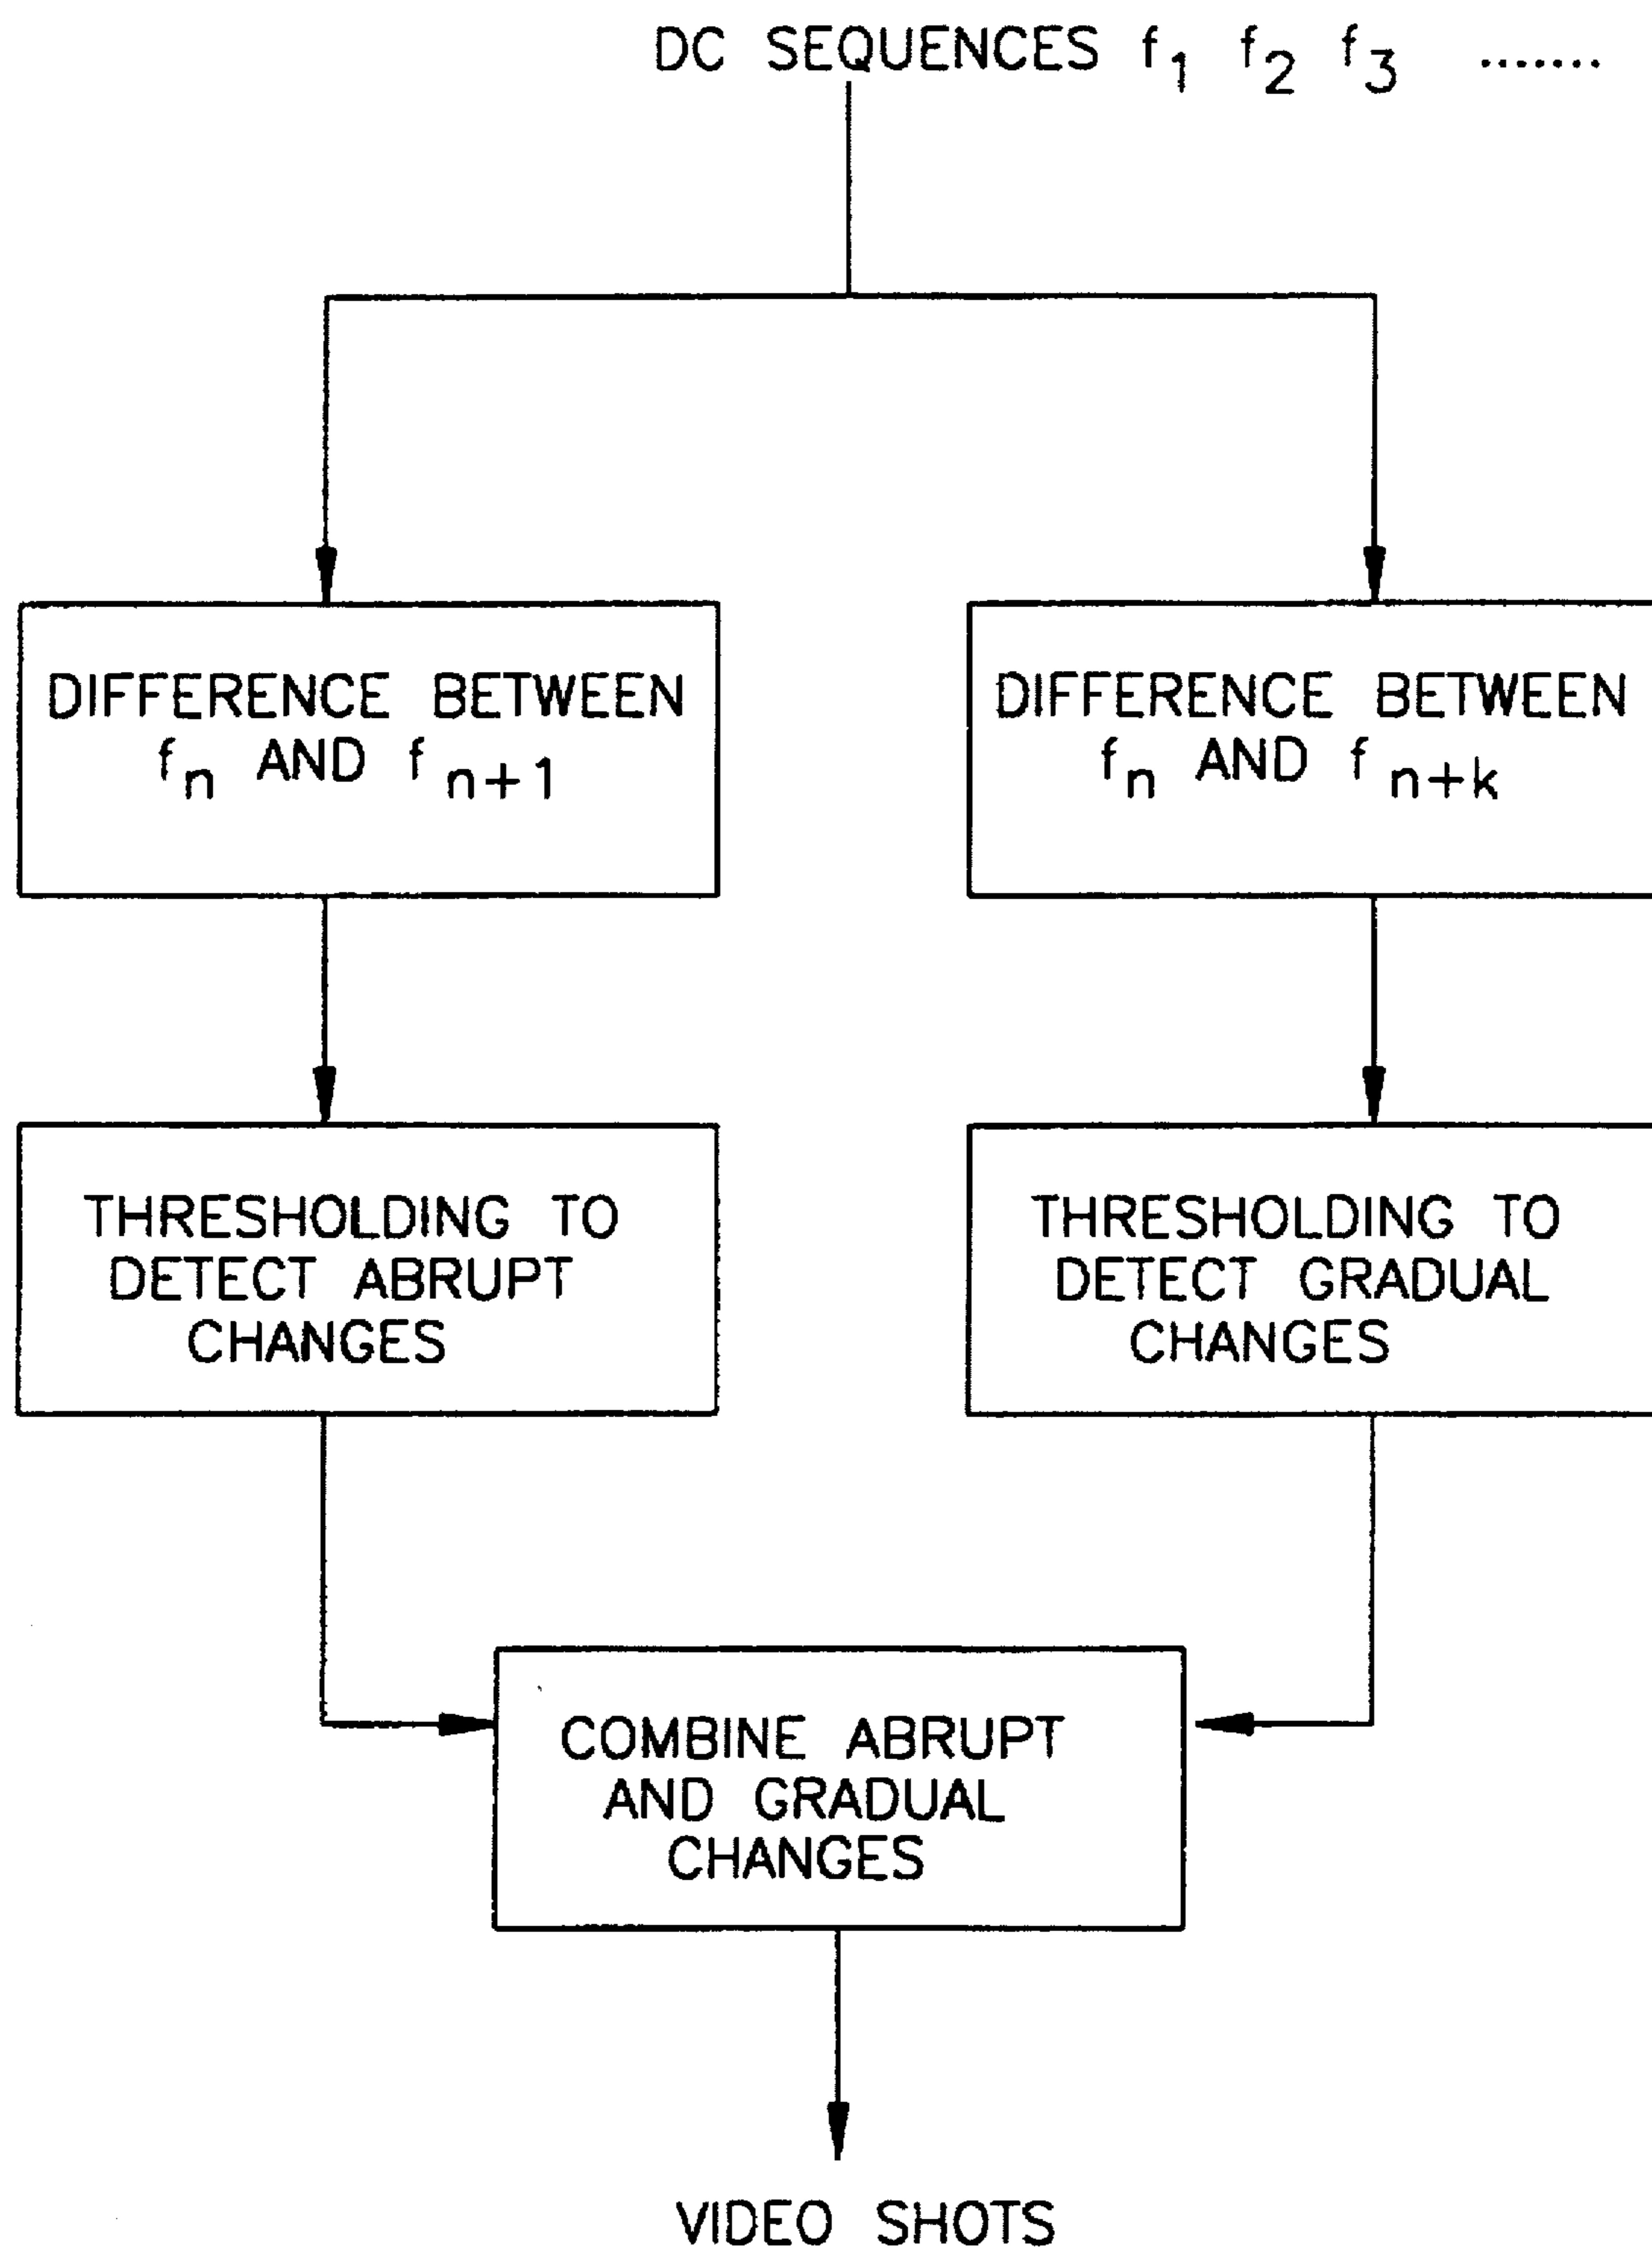 DC SEQUENCES f1 f2 f3 .......
DIFFERENCE BETWEEN
fn AND fn+1
DIFFERENCE BETWEEN
fn AND fn+k
THRESHOLDING TO
DETECT ABRUPT
CHANGES
THRESHOLDING TO
DETECT GRADUAL
CHANGES
COMBINE ABRUPT
AND GRADUAL
CHANGES
VIDEO SHOTS